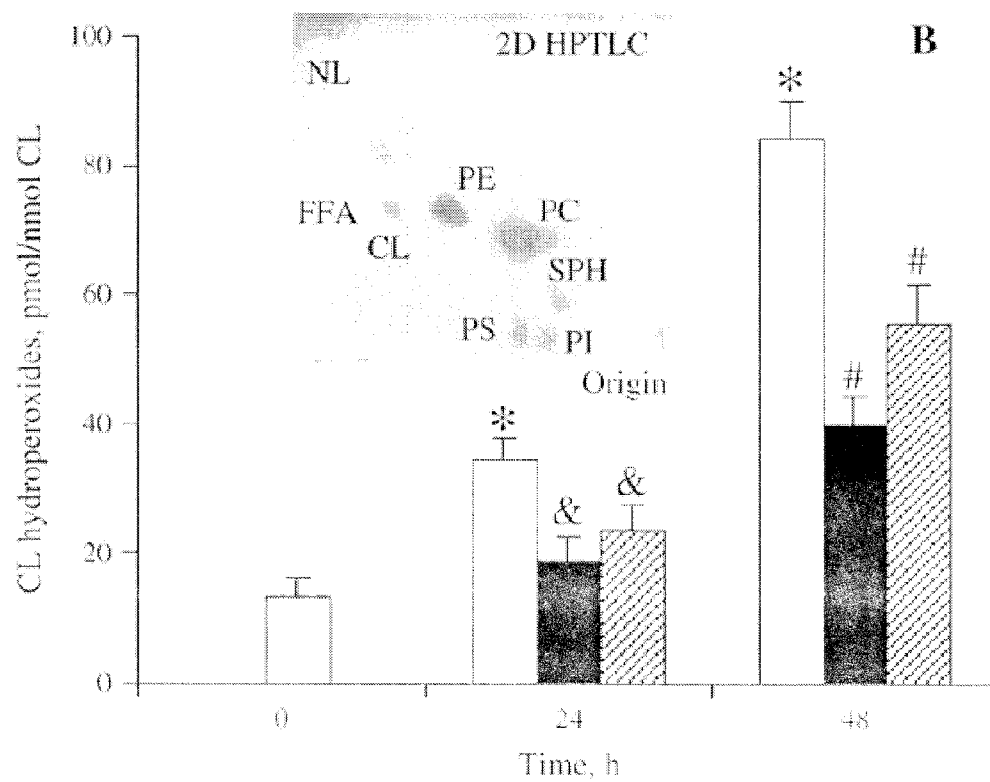 100
2D HPTLC
B
NL
*
80
PE
FFA
PC
CL
SPH
#
60
PS
PI
Origin
#
40
*
&
&
20
0
0
24
48
Time, h
CL hydroperoxides, pmol/nmol CL